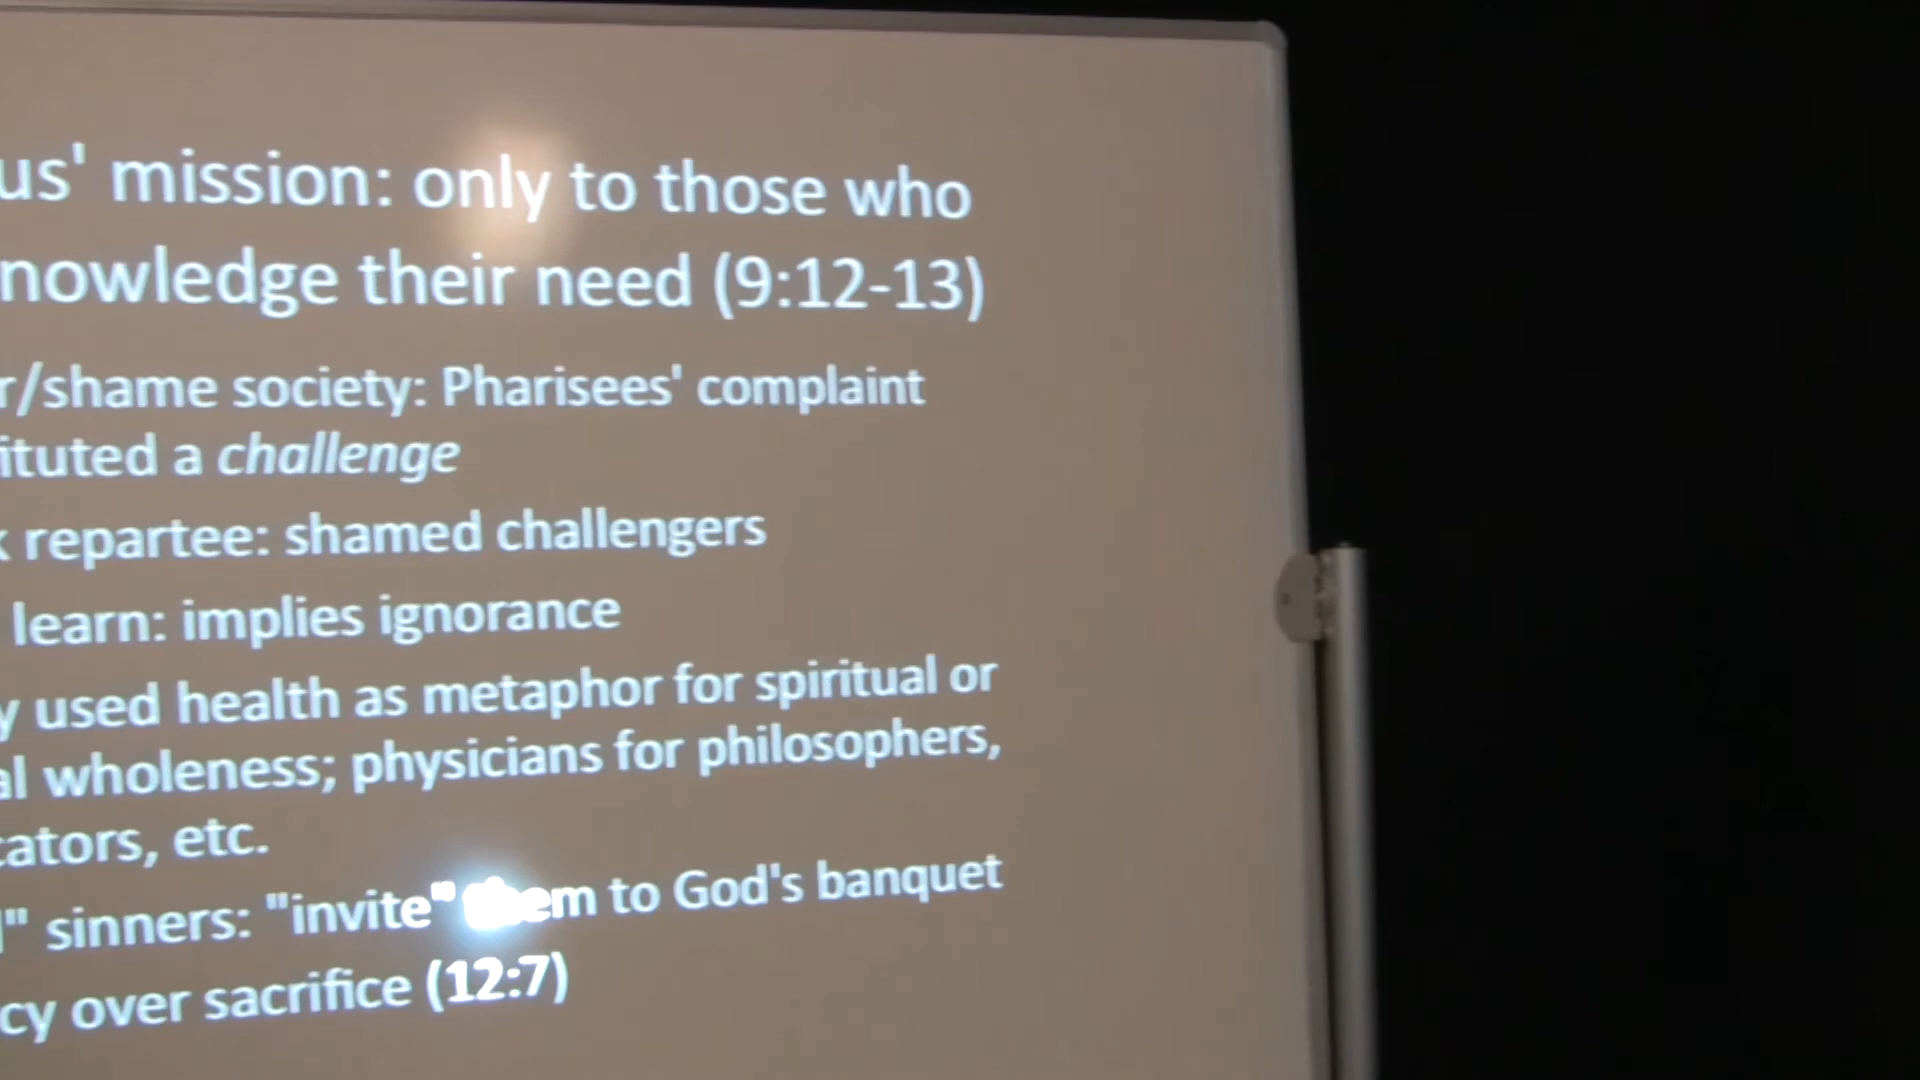 us' mission: only to those who
nowledge their need (9:12-13)
r/shame society: Pharisees' complaint
ituted a challenge
k repartee: shamed challengers
learn: implies ignorance
y used health as metaphor for spiritual or
al wholeness; physicians for philosophers,
cators, etc.
l" sinners: "invite" them to God's banquet
cy over sacrifice (12:7)